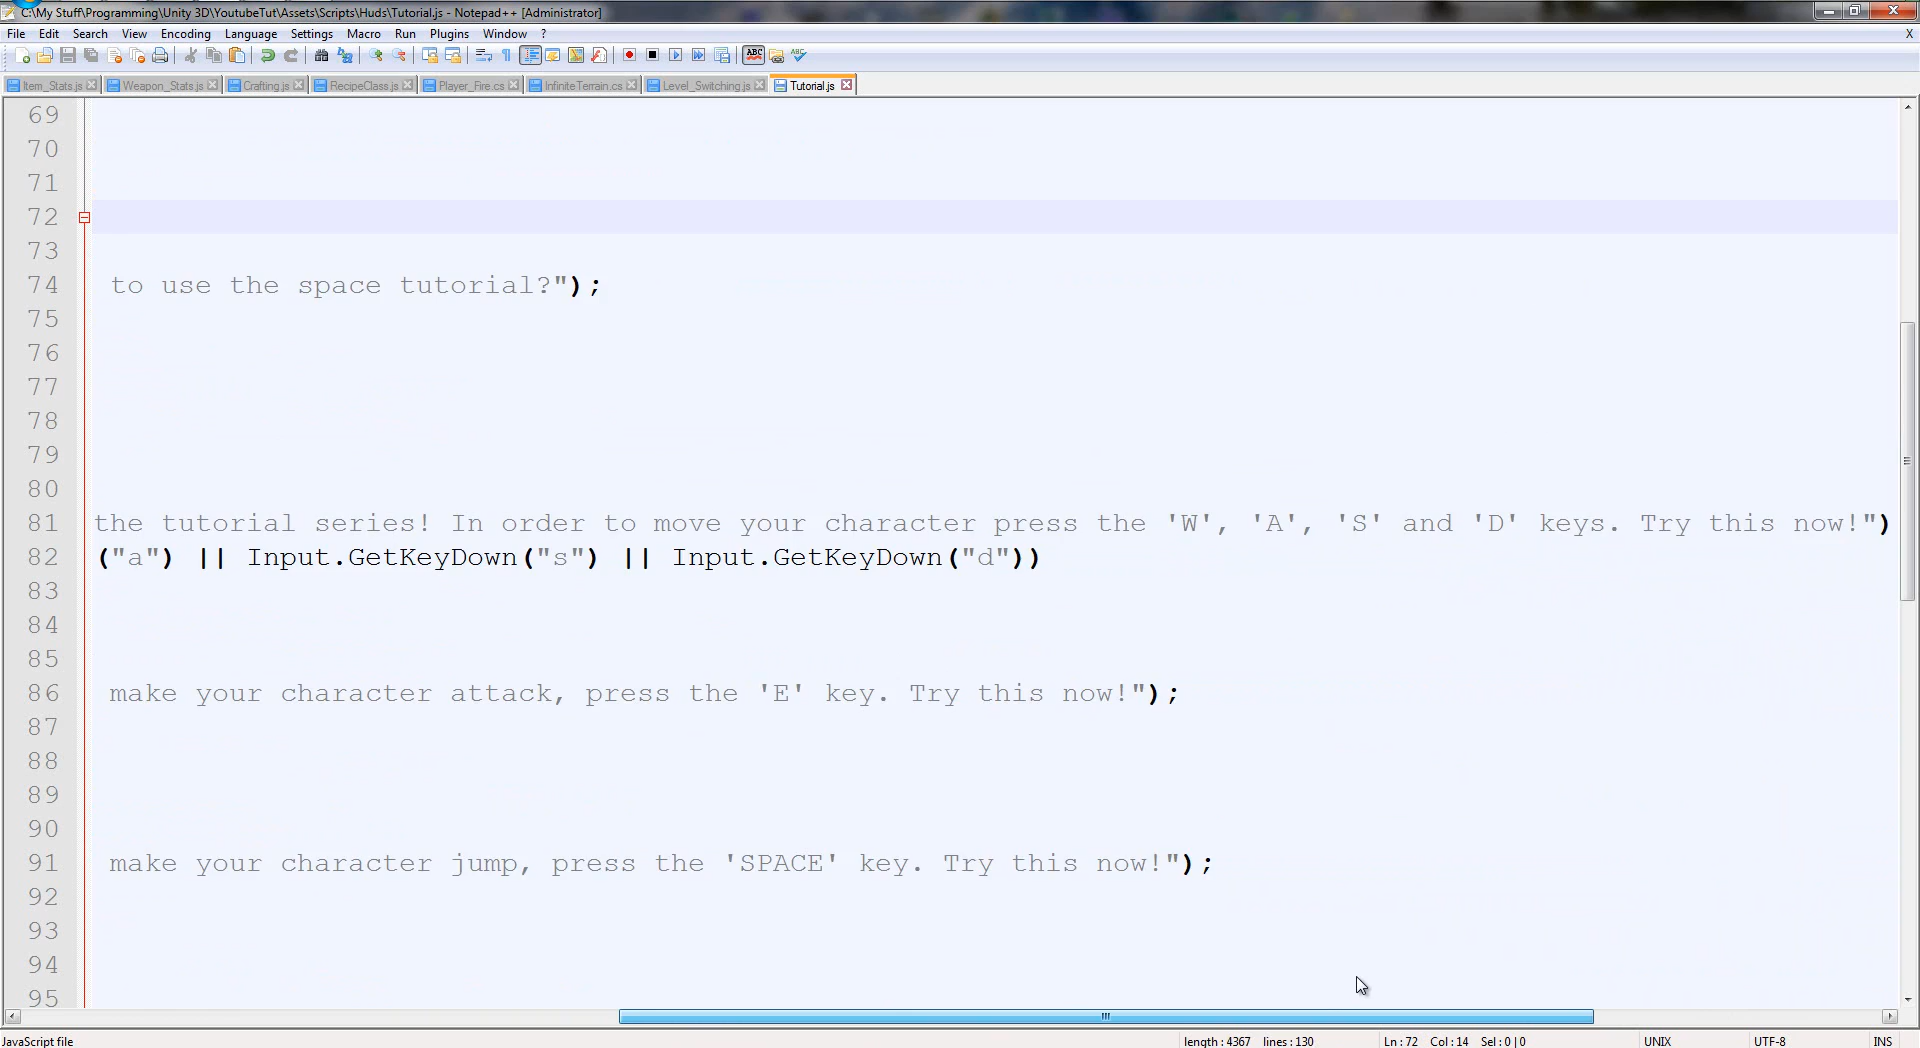 C:\My Stuff\Programming\Unity 3D\YoutubeTut\Assets\Scripts\Huds\Tutorial.js - Notepad++ [Administrator]
File Edit Search View Encoding Language Settings Macro Run Plugins Window ? X
Item_Stats.js Weapon_Stats.js Crafting.js RecipeClass.js Player_Fire.cs InfiniteTerrain.cs Level_Switching.js Tutorial.js
69
70
71
72
73
74 to use the space tutorial?");
75
76
77
78
79
80
81 the tutorial series! In order to move your character press the 'W', 'A', 'S' and 'D' keys. Try this now!")
82 ("a") || Input.GetKeyDown("s") || Input.GetKeyDown("d"))
83
84
85
86 make your character attack, press the 'E' key. Try this now!");
87
88
89
90
91 make your character jump, press the 'SPACE' key. Try this now!");
92
93
94
95
JavaScript file length : 4367 lines : 130 Ln : 72 Col : 14 Sel : 0 | 0 UNIX UTF-8 INS